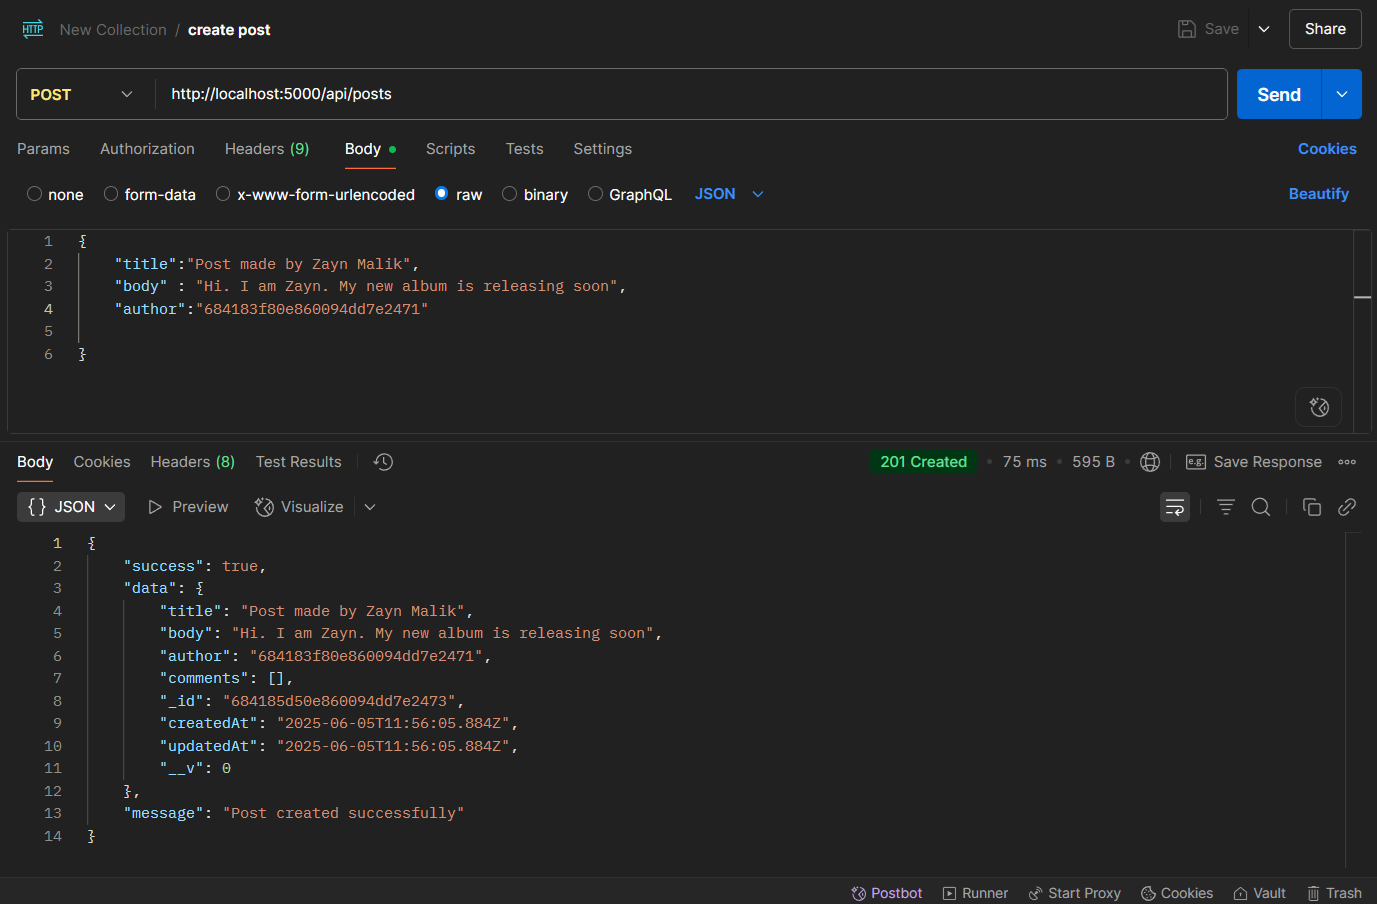 HTTP New Collection / create post Save Share
POST http://localhost:5000/api/posts Send
Params Authorization Headers (9) Body Scripts Tests Settings Cookies
none form-data x-www-form-urlencoded raw binary GraphQL JSON Beautify
1 {
2 "title":"Post made by Zayn Malik",
3 "body" : "Hi. I am Zayn. My new album is releasing soon",
4 "author":"684183f80e860094dd7e2471"
5
6 }
Body Cookies Headers (8) Test Results 201 Created • 75 ms • 595 B • e.g. Save Response
{} JSON Preview Visualize
1 {
2 "success": true,
3 "data": {
4 "title": "Post made by Zayn Malik",
5 "body": "Hi. I am Zayn. My new album is releasing soon",
6 "author": "684183f80e860094dd7e2471",
7 "comments": [],
8 "_id": "684185d50e860094dd7e2473",
9 "createdAt": "2025-06-05T11:56:05.884Z",
10 "updatedAt": "2025-06-05T11:56:05.884Z",
11 "__v": 0
12 },
13 "message": "Post created successfully"
14 }
Postbot Runner Start Proxy Cookies Vault Trash